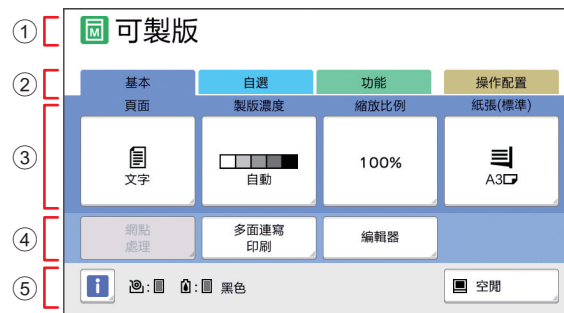 ① M 可製版
② 基本 自選 功能 操作配置
③ 頁面 製版濃度 縮放比例 紙張(標準)
文字 自動 100% A3
④ 網點
處理 多面連寫
印刷 編輯器
⑤ i : : 黑色 空閒